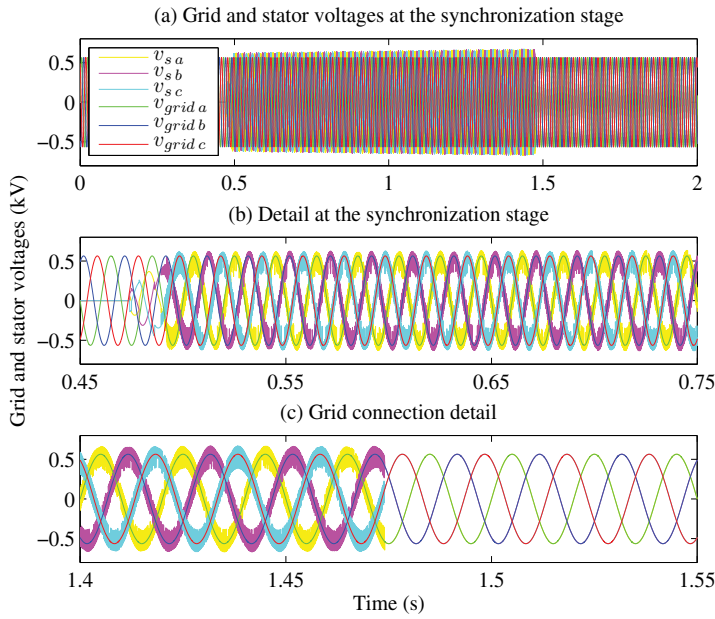 (a) Grid and stator voltages at the synchronization stage
0.5
0
−0.5
v_{s a}
v_{s b}
v_{s c}
v_{grid a}
v_{grid b}
v_{grid c}
0 0.5 1 1.5 2
(b) Detail at the synchronization stage
0.5
0
−0.5
0.45 0.55 0.65 0.75
Grid and stator voltages (kV)
(c) Grid connection detail
0.5
0
−0.5
1.4 1.45 1.5 1.55
Time (s)